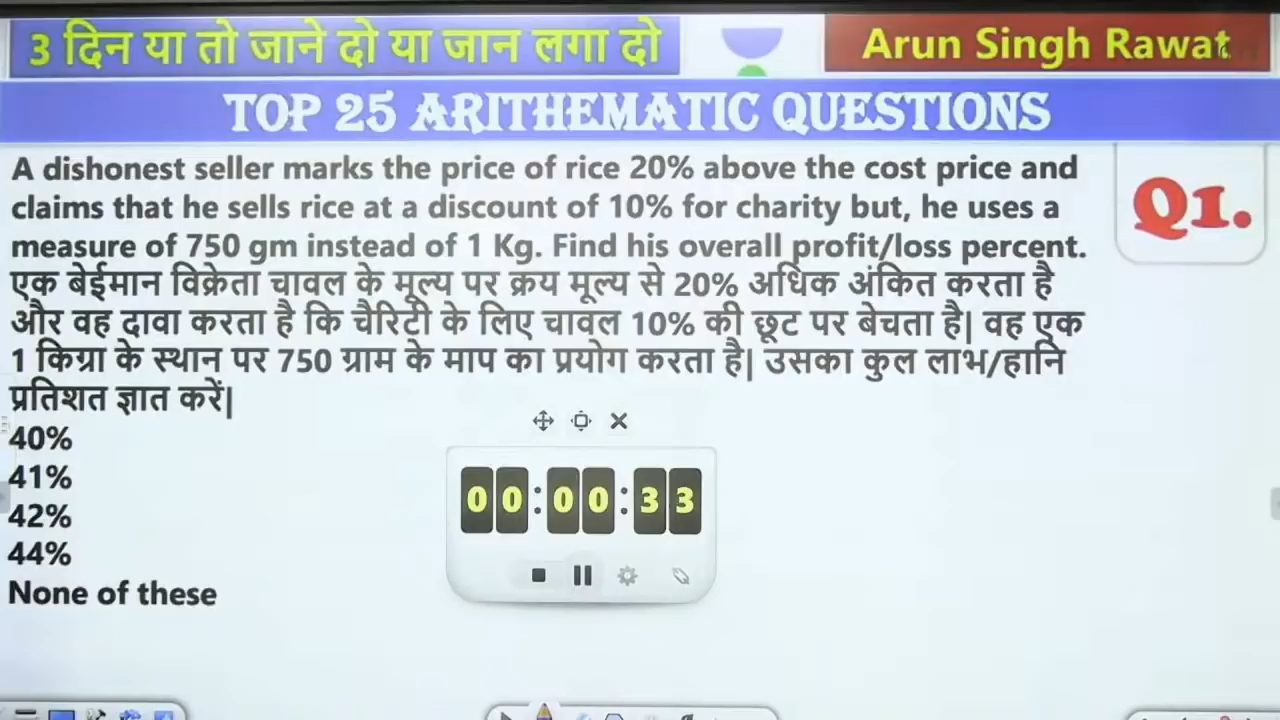 3 दिन या तो जाने दो या जान लगा दो
Arun Singh Rawat
TOP 25 ARITHEMATIC QUESTIONS
A dishonest seller marks the price of rice 20% above the cost price and
claims that he sells rice at a discount of 10% for charity but, he uses a
measure of 750 gm instead of 1 Kg. Find his overall profit/loss percent.
एक बेईमान विक्रेता चावल के मूल्य पर क्रय मूल्य से 20% अधिक अंकित करता है
और वह दावा करता है कि चैरिटी के लिए चावल 10% की छूट पर बेचता है| वह एक
1 किग्रा के स्थान पर 750 ग्राम के माप का प्रयोग करता है| उसका कुल लाभ/हानि
प्रतिशत ज्ञात करें|
Q1.
40%
41%
42%
44%
None of these
00:00:33